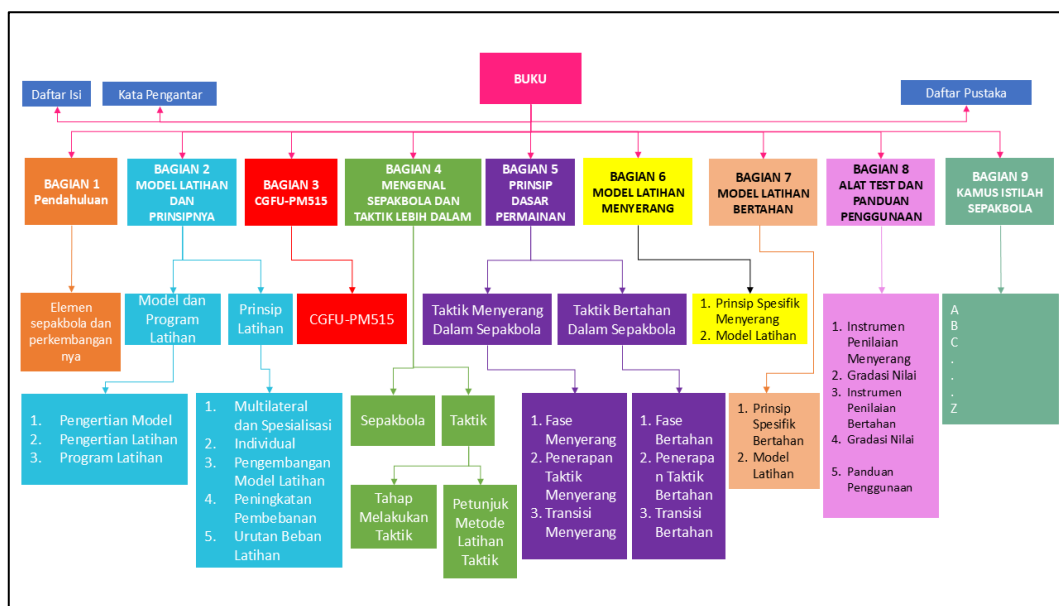 BUKU
Daftar Isi
Kata Pengantar
Daftar Pustaka
BAGIAN 1
Pendahuluan
BAGIAN 2
MODEL LATIHAN
DAN
PRINSIPNYA
BAGIAN 3
CGFU-PM515
BAGIAN 4
MENGENAL
SEPAKBOLA DAN
TAKTIK LEBIH DALAM
BAGIAN 5
PRINSIP
DASAR
PERMAINAN
BAGIAN 6
MODEL LATIHAN
MENYERANG
BAGIAN 7
MODEL LATIHAN
BERTAHAN
BAGIAN 8
ALAT TEST DAN
PANDUAN
PENGGUNAAN
BAGIAN 9
KAMUS ISTILAH
SEPAKBOLA
Elemen
sepakbola dan
perkembangan
nya
Model dan
Program
Latihan
Prinsip
Latihan
CGFU-PM515
Taktik Menyerang
Dalam Sepakbola
Taktik Bertahan
Dalam Sepakbola
1. Prinsip Spesifik
Menyerang
2. Model Latihan
1. Instrumen
Penilaian
Menyerang
2. Gradasi Nilai
3. Instrumen
Penilaian
Bertahan
4. Gradasi Nilai
5. Panduan
Penggunaan
A
B
C
.
.
.
Z
1. Pengertian Model
2. Pengertian Latihan
3. Program Latihan
1. Multilateral
dan Spesialisasi
2. Individual
3. Pengembangan
Model Latihan
4. Peningkatan
Pembebanan
5. Urutan Beban
Latihan
Sepakbola
Taktik
Tahap
Melakukan
Taktik
Petunjuk
Metode
Latihan
Taktik
1. Fase
Menyerang
2. Penerapan
Taktik
Menyerang
3. Transisi
Menyerang
1. Fase
Bertahan
2. Penerapa
n Taktik
Bertahan
3. Transisi
Bertahan
1. Prinsip
Spesifik
Bertahan
2. Model
Latihan